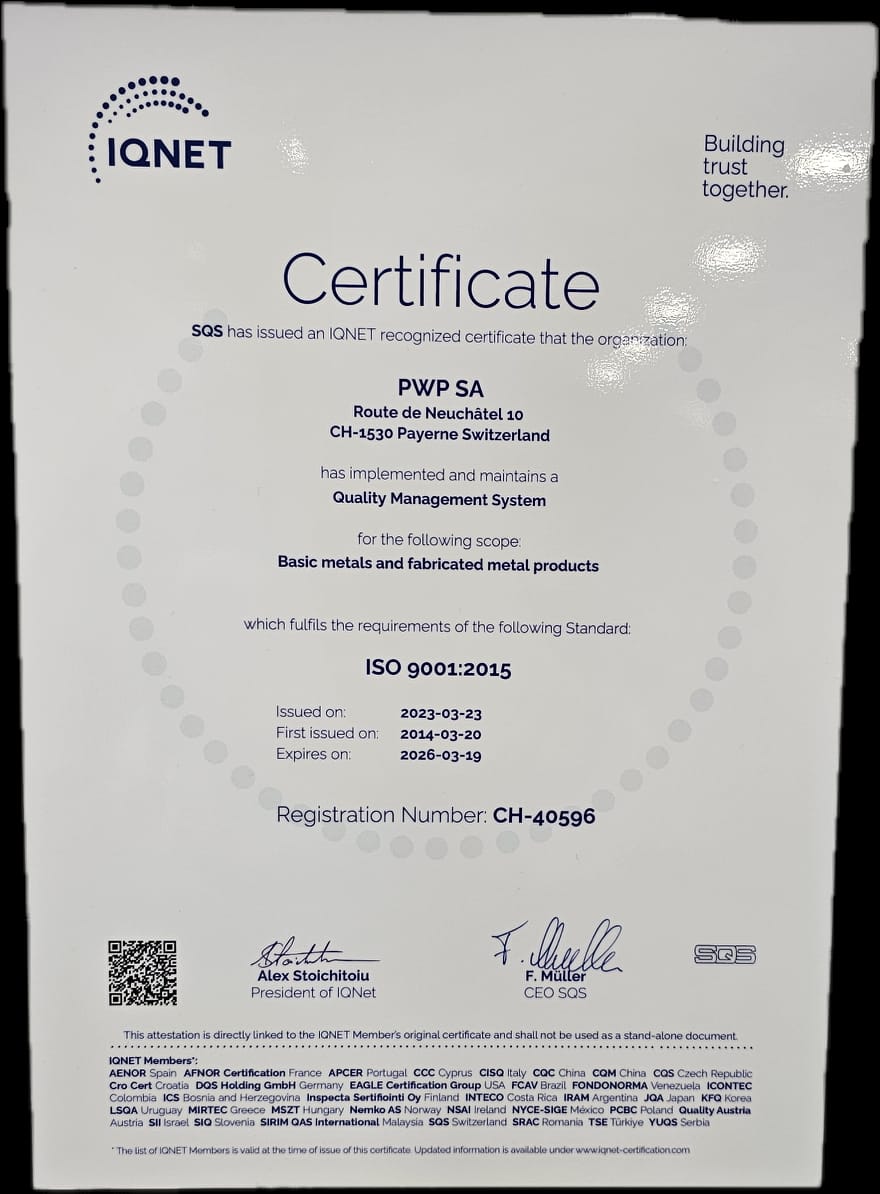 IQNET
Building
trust
together.
Certificate
SQS has issued an IQNET recognized certificate that the organization:
PWP SA
Route de Neuchâtel 10
CH-1530 Payerne Switzerland
has implemented and maintains a
Quality Management System
for the following scope:
Basic metals and fabricated metal products
which fulfils the requirements of the following Standard:
ISO 9001:2015
Issued on: 2023-03-23
First issued on: 2014-03-20
Expires on: 2026-03-19
Registration Number: CH-40596
F. Müller
Alex Stoichitoiu
F. Müller
SQS
President of IQNet
CEO SQS
This attestation is directly linked to the IQNET Member's original certificate and shall not be used as a stand-alone document.
IQNET Members*:
AENOR Spain AFNOR Certification France APCER Portugal CCC Cyprus CISQ Italy CQC China CQM China CQS Czech Republic
Cro Cert Croatia DQS Holding GmbH Germany EAGLE Certification Group USA FCAV Brazil FONDONORMA Venezuela ICONTEC
Colombia ICS Bosnia and Herzegovina Inspecta Sertifiointi Oy Finland INTECO Costa Rica IRAM Argentina JQA Japan KFQ Korea
LSQA Uruguay MIRTEC Greece MSZT Hungary Nemko AS Norway NSAI Ireland NYCE-SIGE México PCBC Poland Quality Austria
Austria SII Israel SIQ Slovenia SIRIM QAS International Malaysia SQS Switzerland SRAC Romania TSE Türkiye YUQS Serbia
* The list of IQNET Members is valid at the time of issue of this certificate. Updated information is available under www.iqnet-certification.com